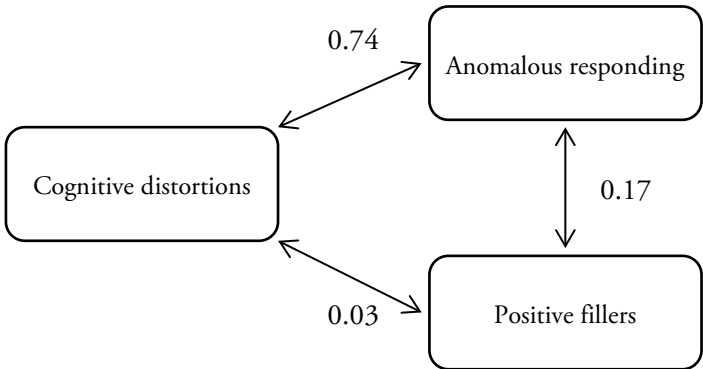 0.74
Anomalous responding
Cognitive distortions
0.17
0.03
Positive fillers